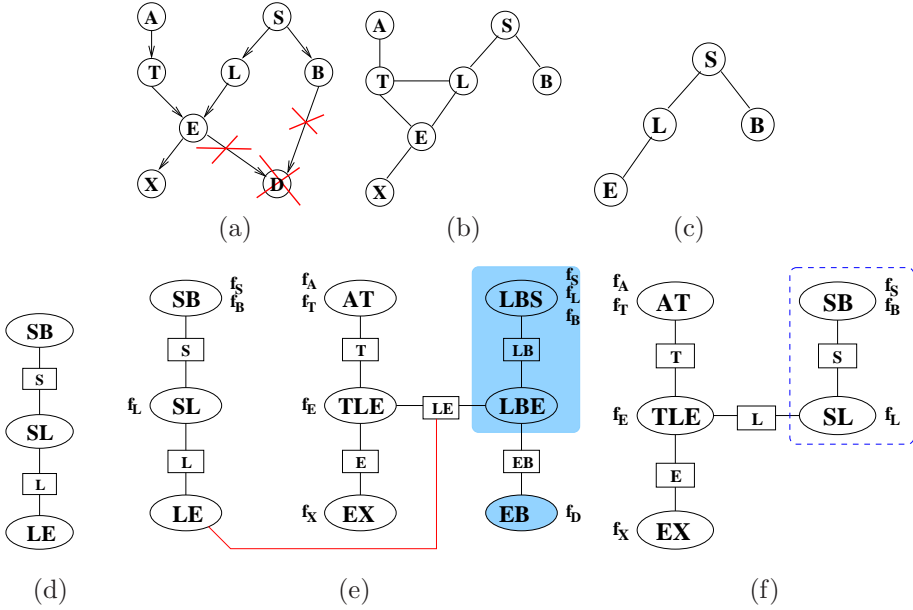 A
S
T
L
B
E
X
D
(a)
A
S
T
L
B
E
X
(b)
S
L
B
E
(c)
SB
S
SL
L
LE
(d)
SB
f_S
f_B
S
f_L
SL
L
LE
f_A
f_T
AT
T
f_E
TLE
LE
E
f_X
EX
LBS
f_S
f_L
f_B
LB
LBE
EB
EB
f_D
(e)
f_A
f_T
AT
T
f_E
TLE
L
E
f_X
EX
SB
f_S
f_B
S
SL
f_L
(f)